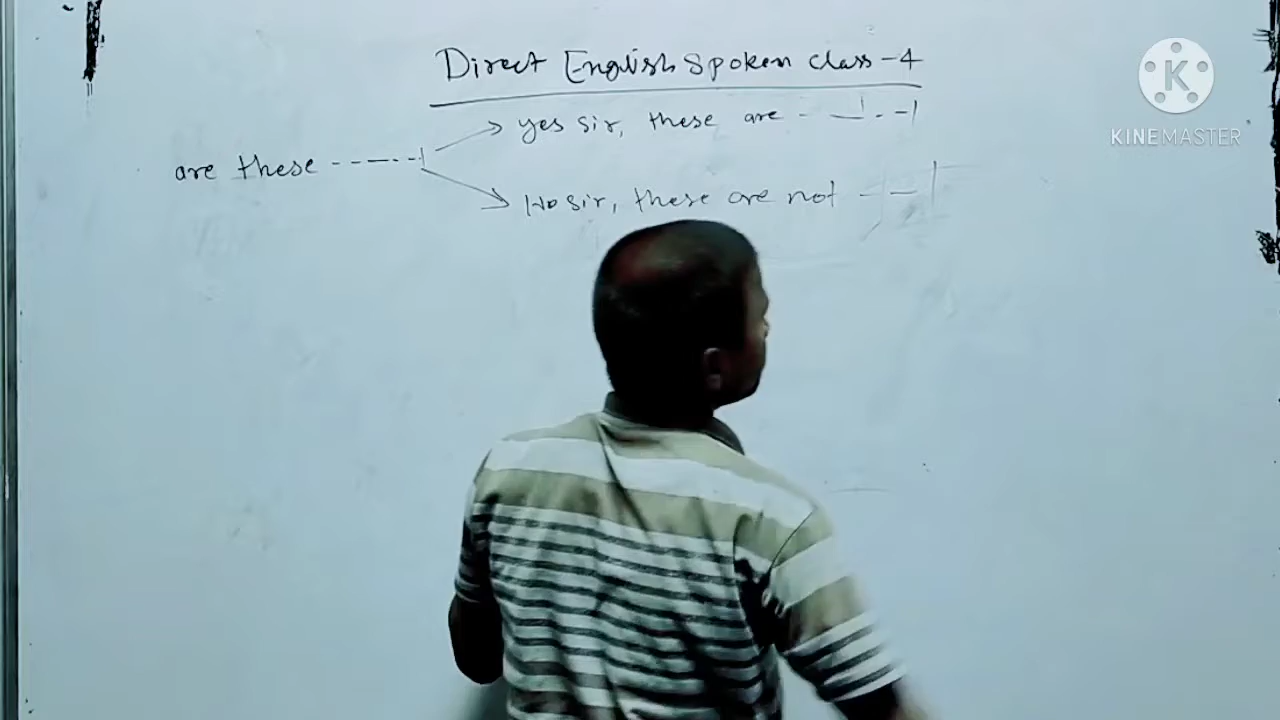 Direct English Spoken class-4
yes sir, these are - - . -
are these - - - - - -
No sir, these are not - -
KINEMASTER